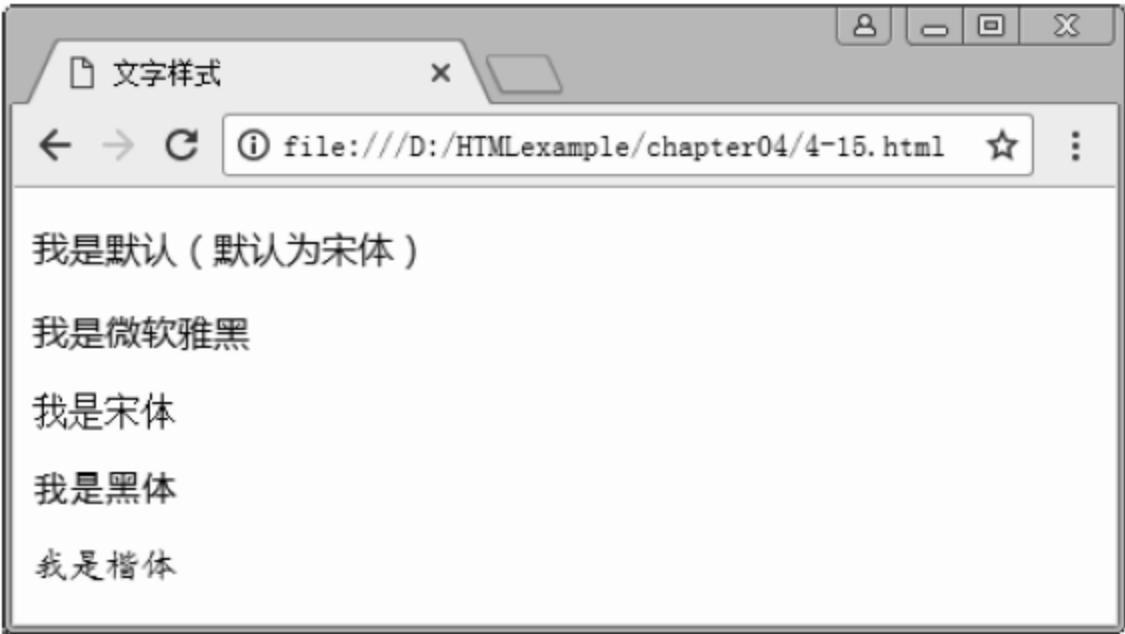 文字样式
file:///D:/HTMLexample/chapter04/4-15.html
我是默认（默认为宋体）
我是微软雅黑
我是宋体
我是黑体
我是楷体